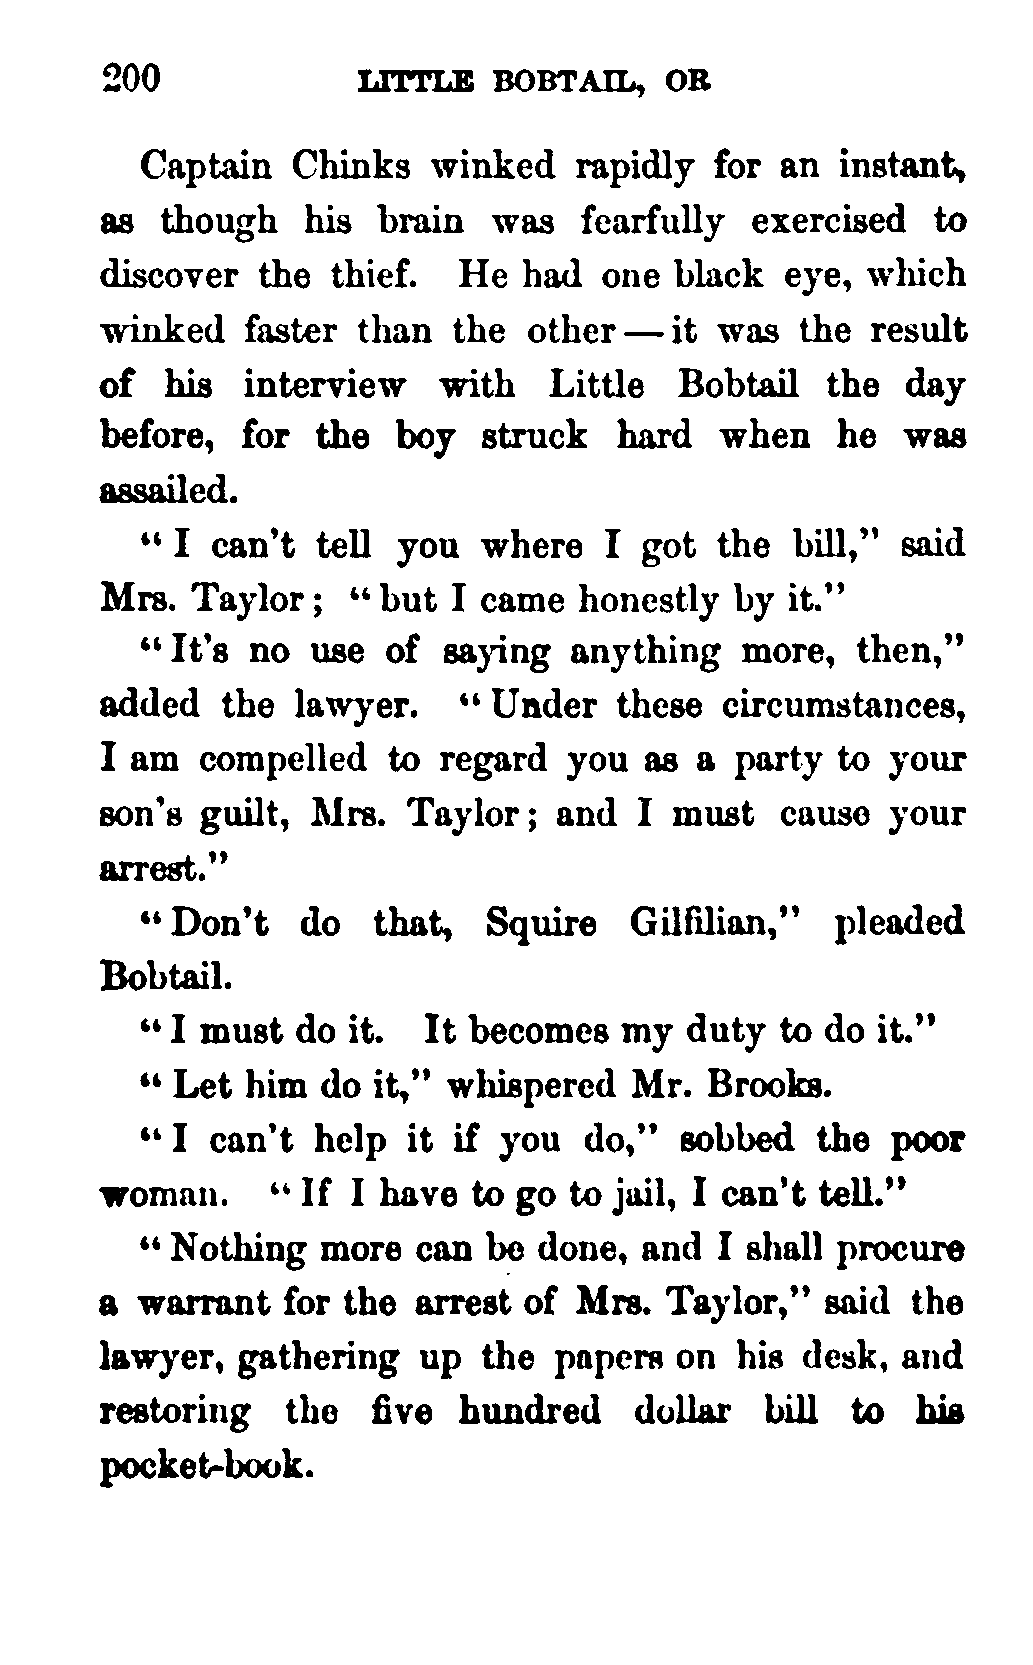 200 LITTLE BOBTAIL, OR
Captain Chinks winked rapidly for an instant,
as though his brain was fearfully exercised to
discover the thief. He had one black eye, which
winked faster than the other — it was the result
of his interview with Little Bobtail the day
before, for the boy struck hard when he was
assailed.
“I can't tell you where I got the bill,” said
Mrs. Taylor; “but I came honestly by it.”
“It's no use of saying anything more, then,”
added the lawyer. “Under these circumstances,
I am compelled to regard you as a party to your
son's guilt, Mrs. Taylor; and I must cause your
arrest.”
“Don't do that, Squire Gilfilian,” pleaded
Bobtail.
“I must do it. It becomes my duty to do it.”
“Let him do it,” whispered Mr. Brooks.
“I can't help it if you do,” sobbed the poor
woman. “If I have to go to jail, I can't tell.”
“Nothing more can be done, and I shall procure
a warrant for the arrest of Mrs. Taylor,” said the
lawyer, gathering up the papers on his desk, and
restoring the five hundred dollar bill to his
pocket-book.